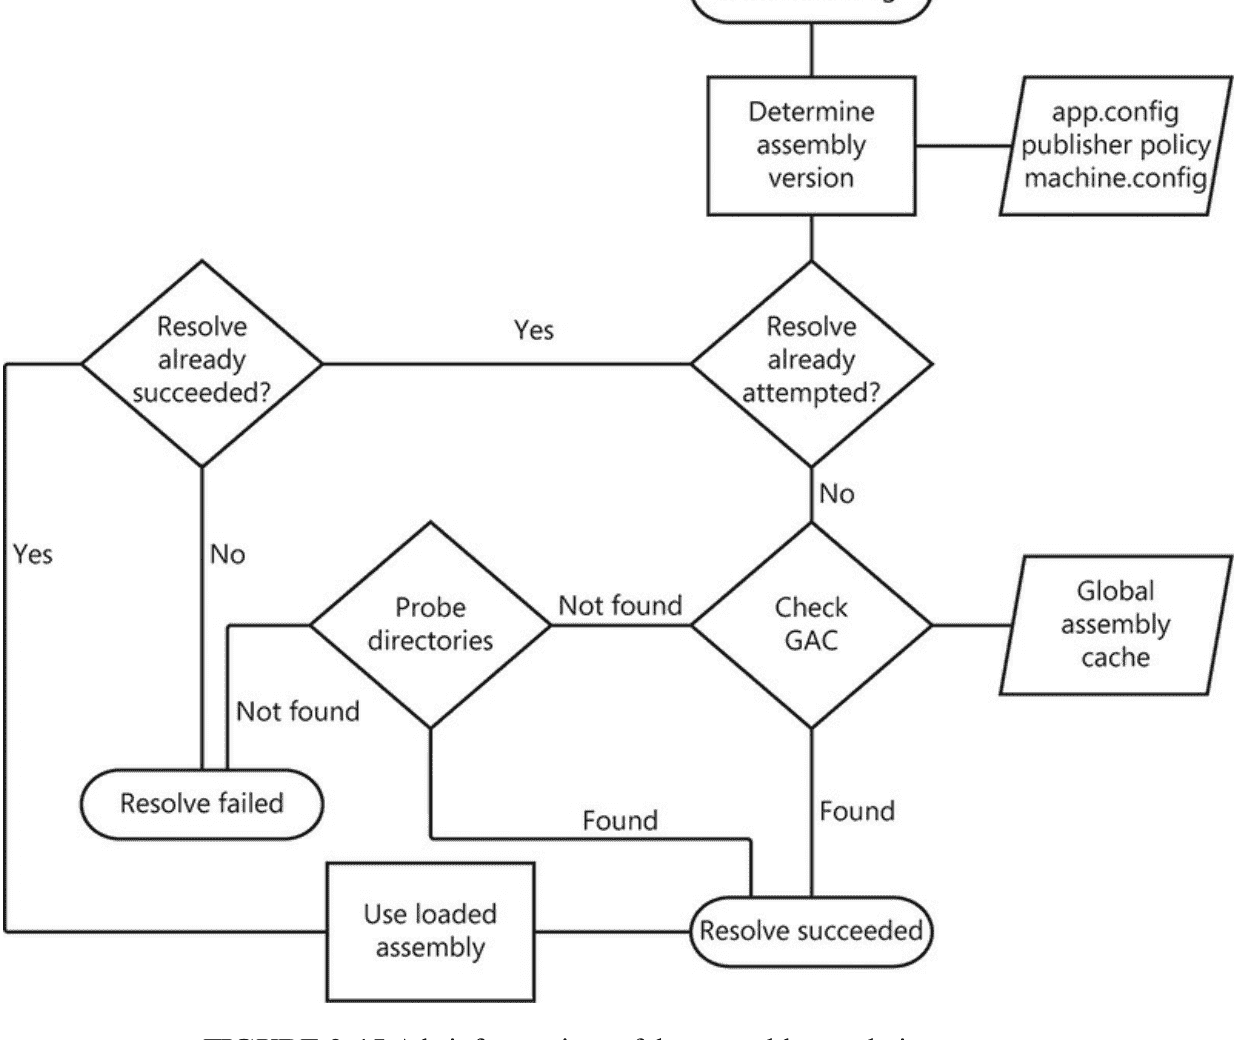 Determine
assembly
version
app.config
publisher policy
machine.config
Resolve
already
attempted?
Yes
Resolve
already
succeeded?
No
Check
GAC
Global
assembly
cache
Not found
Probe
directories
Yes
No
Not found
Resolve failed
Found
Found
Use loaded
assembly
Resolve succeeded